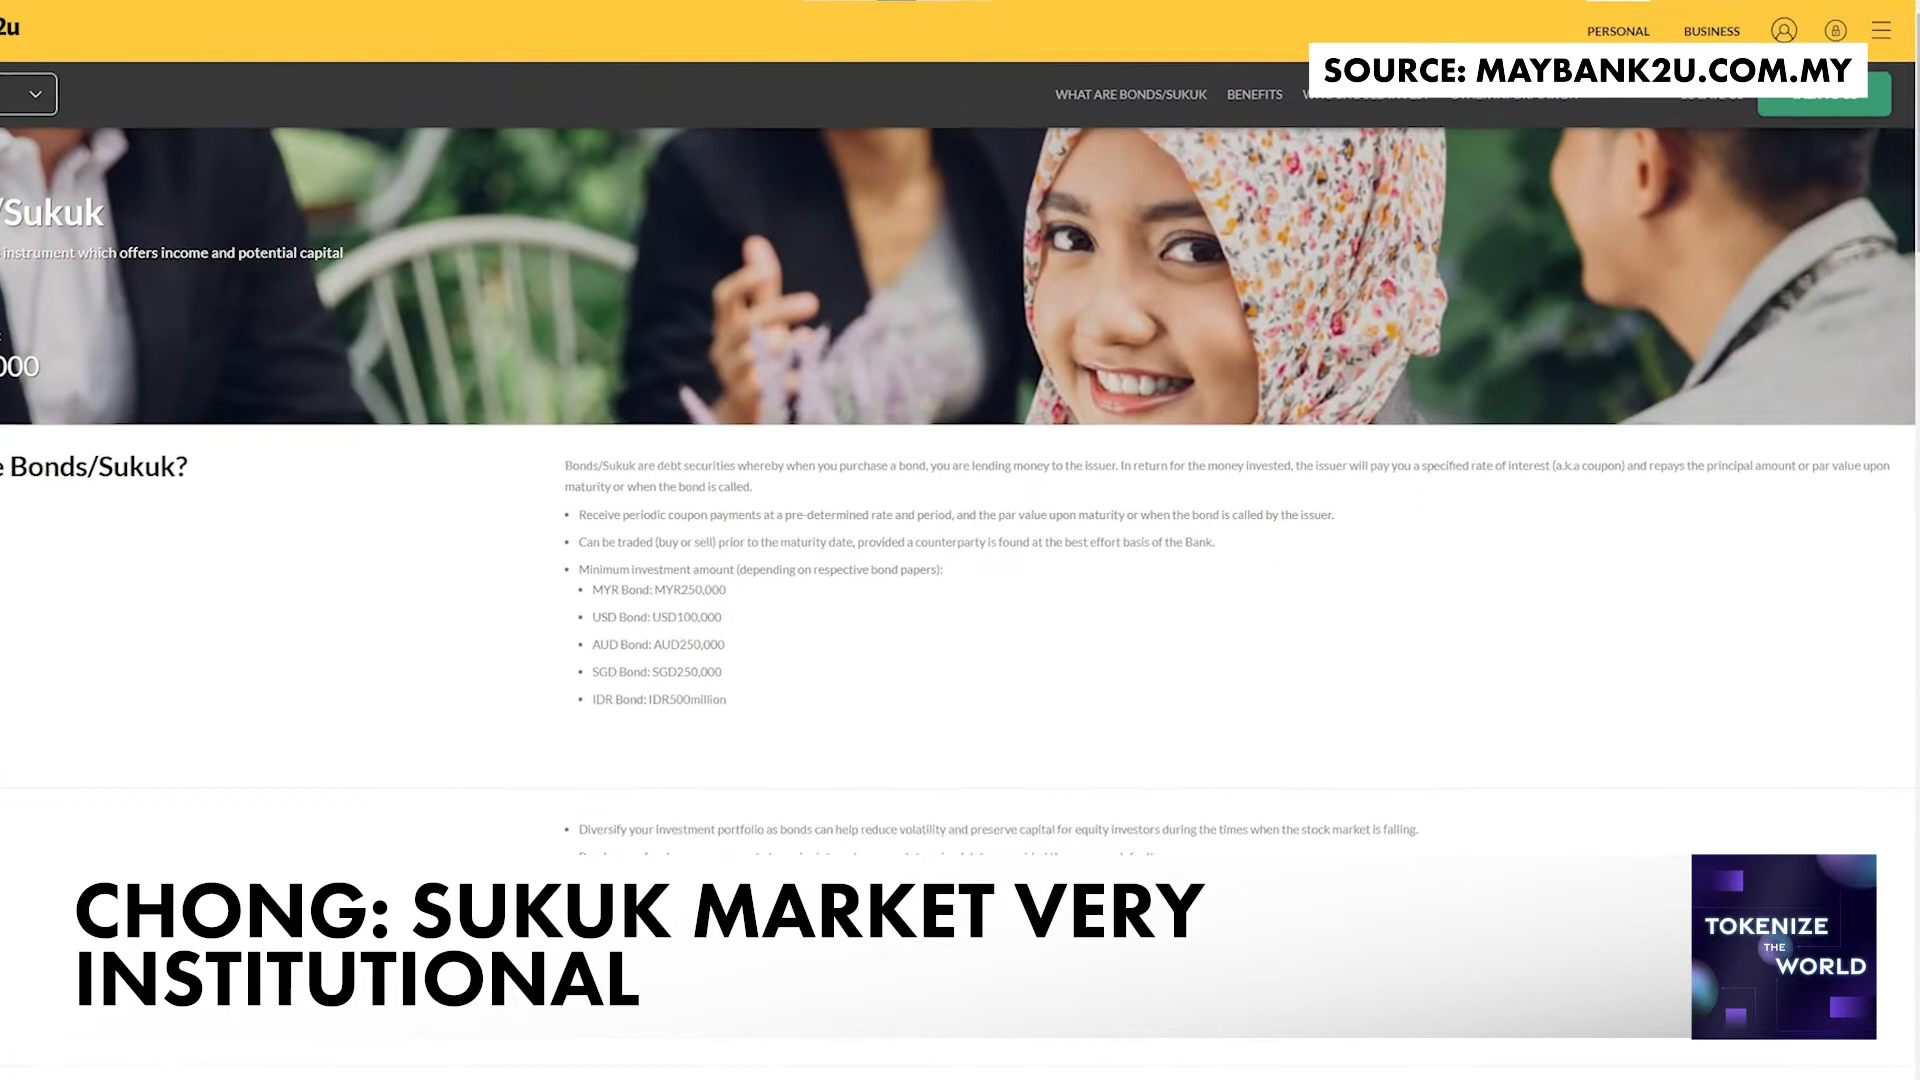 2u
PERSONAL BUSINESS
SOURCE: MAYBANK2U.COM.MY
WHAT ARE BONDS/SUKUK BENEFITS
/Sukuk
instrument which offers income and potential capital
000
e Bonds/Sukuk?
Bonds/Sukuk are debt securities whereby when you purchase a bond, you are lending money to the issuer. In return for the money invested, the issuer will pay you a specified rate of interest (a.k.a coupon) and repays the principal amount or par value upon
maturity or when the bond is called.
• Receive periodic coupon payments at a pre-determined rate and period, and the par value upon maturity or when the bond is called by the issuer.
• Can be traded (buy or sell) prior to the maturity date, provided a counterparty is found at the best effort basis of the Bank.
• Minimum investment amount (depending on respective bond papers):
• MYR Bond: MYR250,000
• USD Bond: USD100,000
• AUD Bond: AUD250,000
• SGD Bond: SGD250,000
• IDR Bond: IDR500million
• Diversify your investment portfolio as bonds can help reduce volatility and preserve capital for equity investors during the times when the stock market is falling.
CHONG: SUKUK MARKET VERY
INSTITUTIONAL
TOKENIZE
THE
WORLD